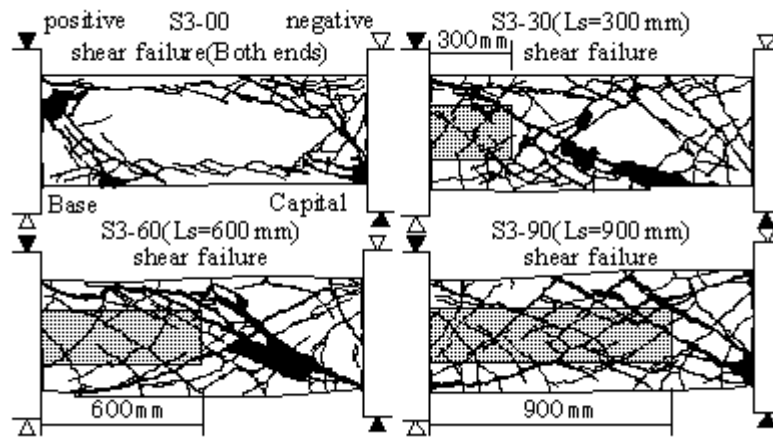 positive S3-00 negative
shear failure(Both ends)
Base Capital
S3-30(Ls=300 mm)
300mm shear failure
S3-60(Ls=600 mm)
shear failure
600mm
S3-90(Ls=900 mm)
shear failure
900mm